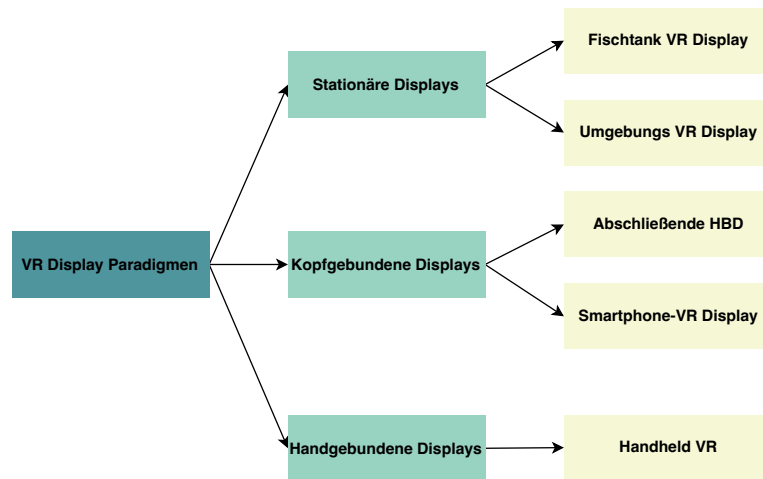 VR Display Paradigmen
Stationäre Displays
Fischtank VR Display
Umgebungs VR Display
Kopfgebundene Displays
Abschließende HBD
Smartphone-VR Display
Handgebundene Displays
Handheld VR